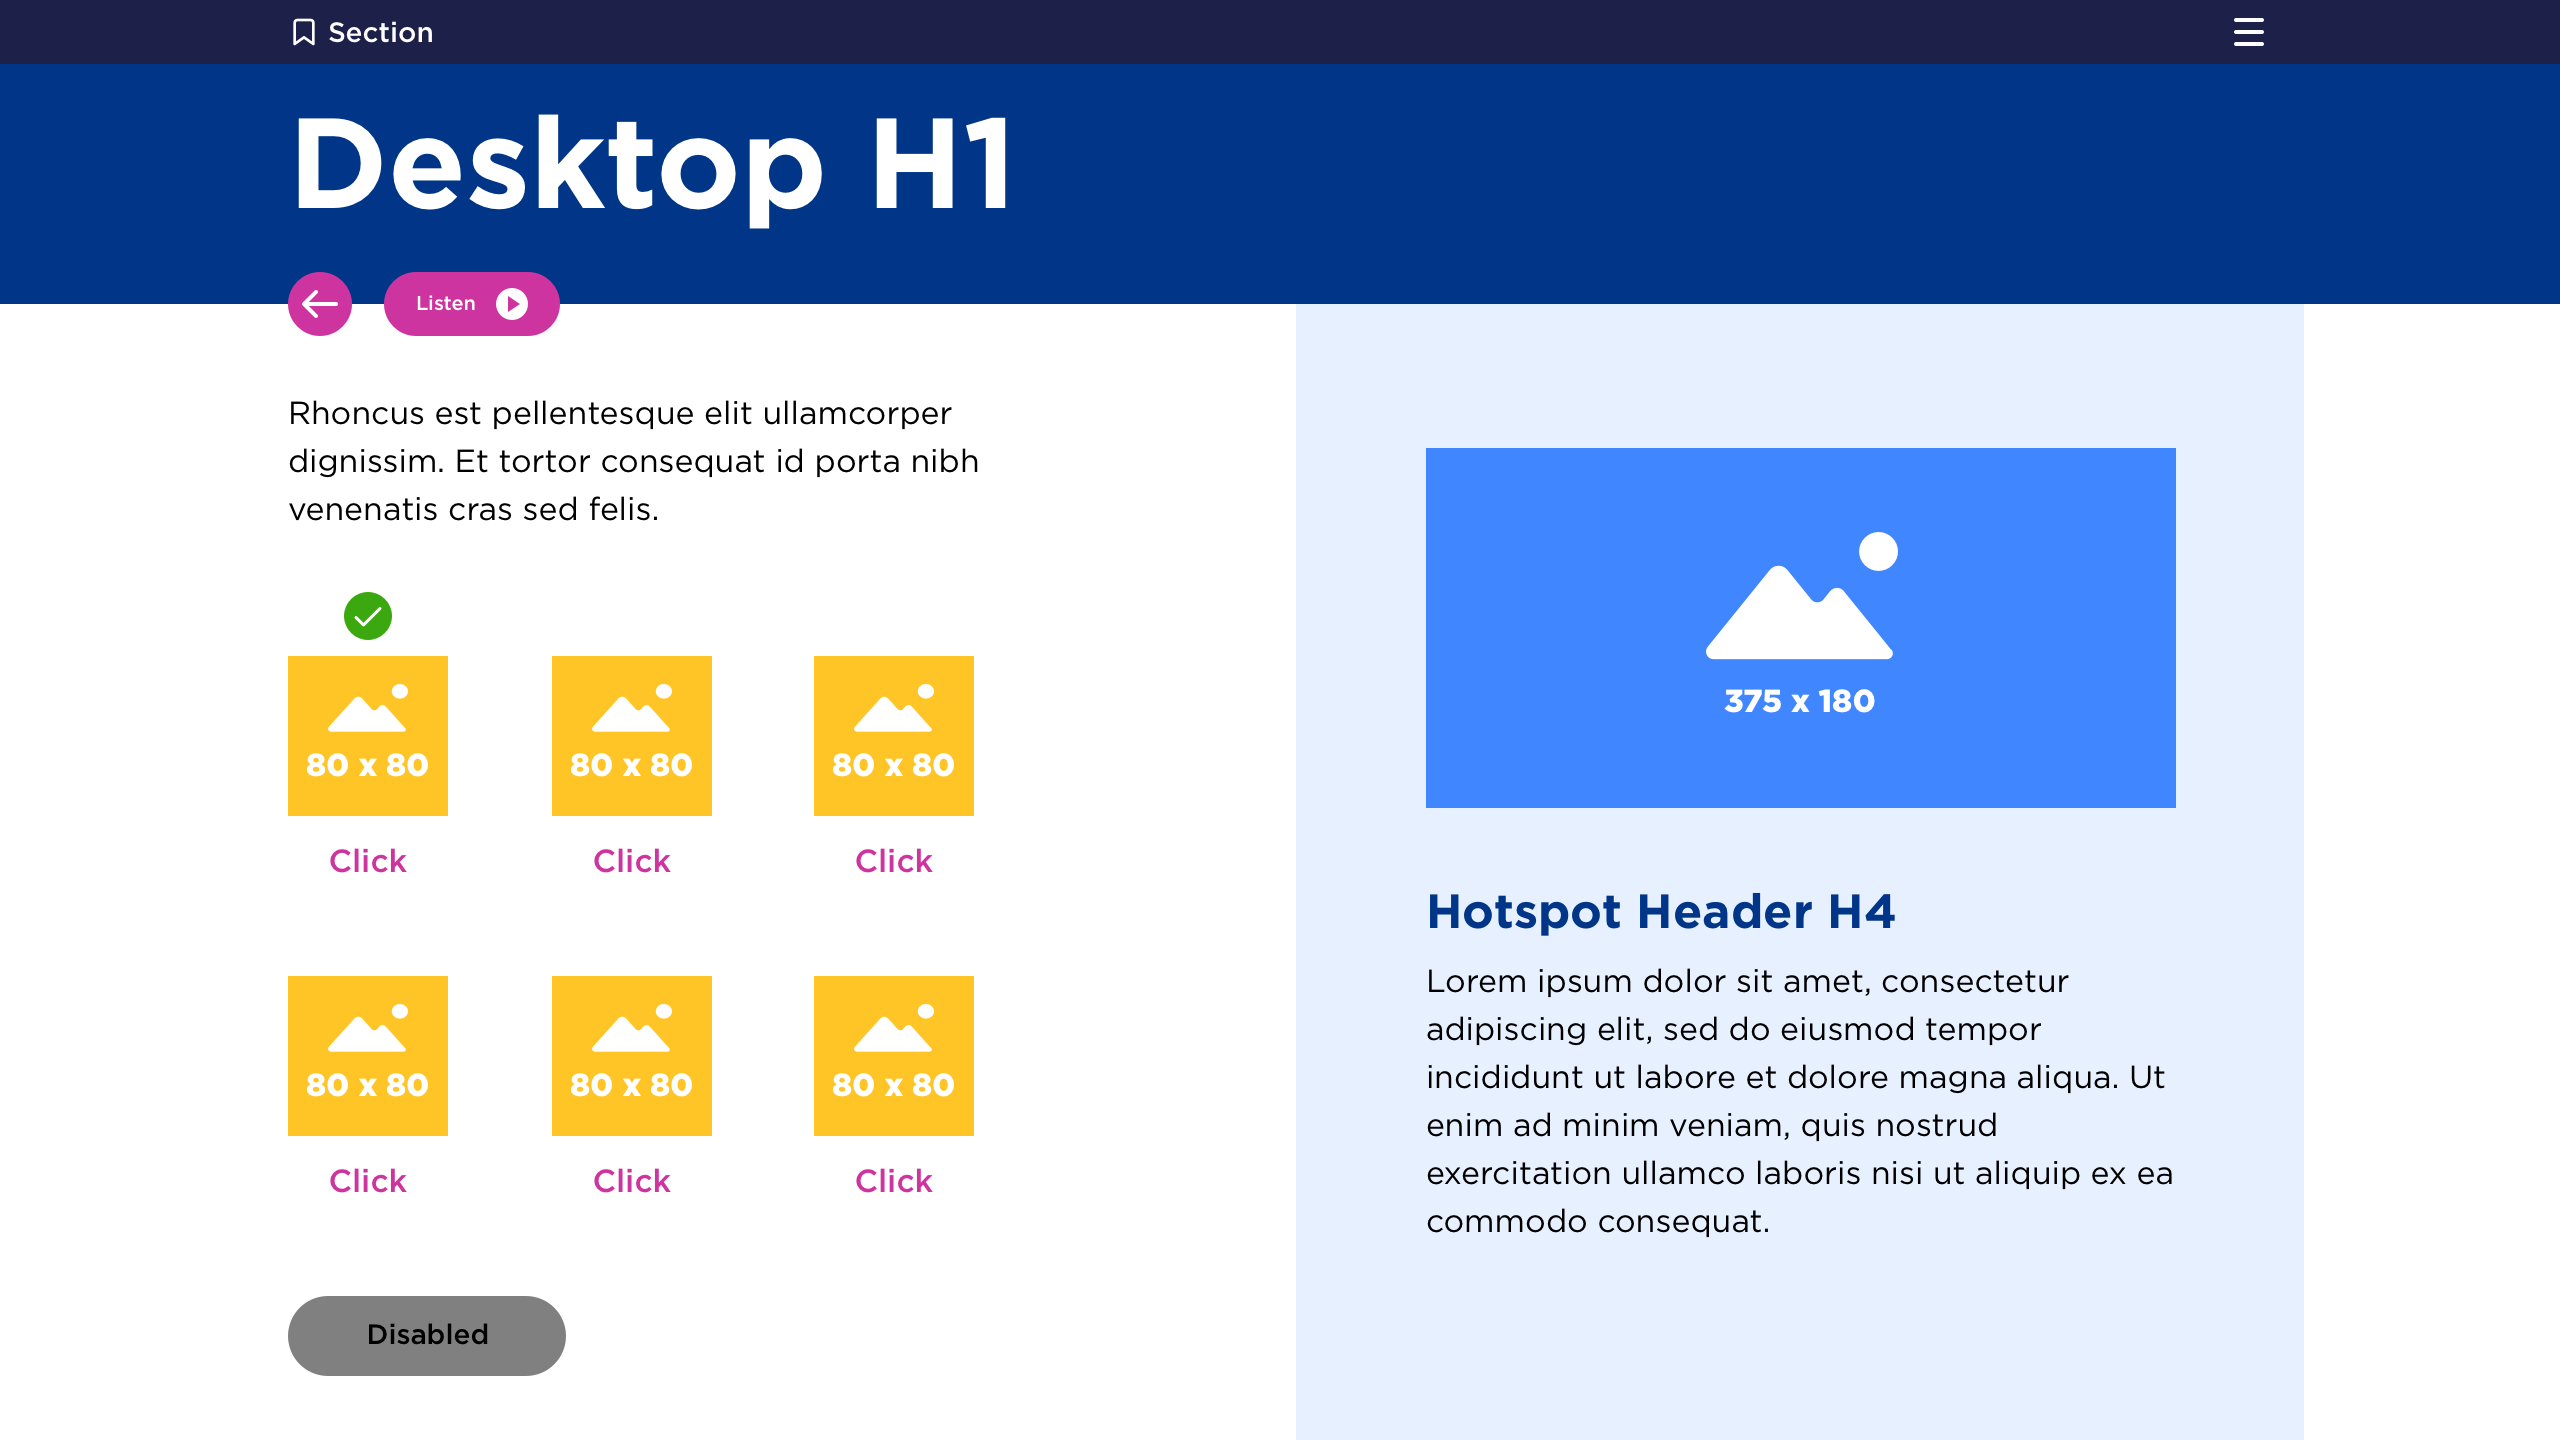 Section
Desktop H1
Listen
Rhoncus est pellentesque elit ullamcorper
dignissim. Et tortor consequat id porta nibh
venenatis cras sed felis.
80 x 80
80 x 80
80 x 80
Click
Click
Click
80 x 80
80 x 80
80 x 80
Click
Click
Click
Disabled
375 x 180
Hotspot Header H4
Lorem ipsum dolor sit amet, consectetur
adipiscing elit, sed do eiusmod tempor
incididunt ut labore et dolore magna aliqua. Ut
enim ad minim veniam, quis nostrud
exercitation ullamco laboris nisi ut aliquip ex ea
commodo consequat.